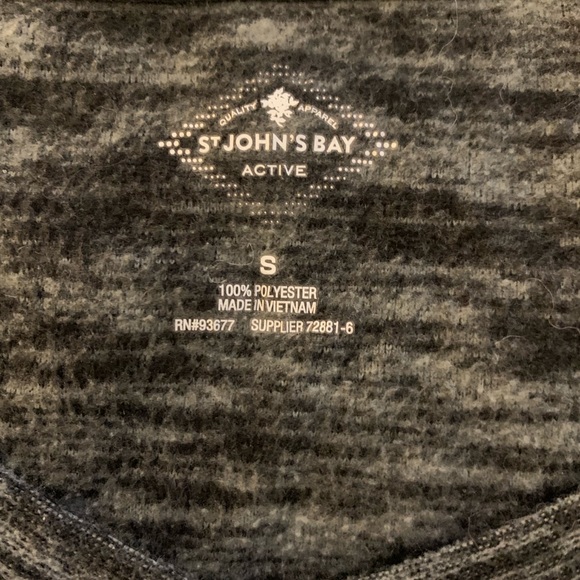 QUALITY APPAREL
ST JOHN'S BAY
ACTIVE
S
100% POLYESTER
MADE IN VIETNAM
RN#93677 SUPPLIER 72881-6